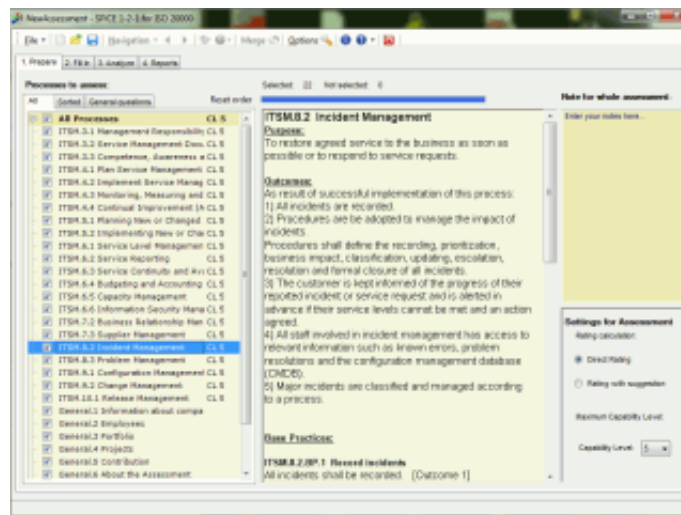 NewAssessment - SPICE 1-2-1 for ISO 20000
File Navigation Merge Options
1. Prepare 2. Fill in 3. Analyze 4. Reports
Processes to assess:
All Sorted General questions Reset order
All Processes CL 5
ITSM.3.1 Management Responsibility CL 5
ITSM.3.2 Service Management Docu CL 5
ITSM.3.3 Competence, Awareness a CL 5
ITSM.4.1 Plan Service Management CL 5
ITSM.4.2 Implement Service Manag CL 5
ITSM.4.3 Monitoring, Measuring and CL 5
ITSM.4.4 Continual Improvement (A CL 5
ITSM.5.1 Planning New or Changed CL 5
ITSM.5.2 Implementing New or Cha CL 5
ITSM.6.1 Service Level Managemen CL 5
ITSM.6.2 Service Reporting CL 5
ITSM.6.3 Service Continuity and Av CL 5
ITSM.6.4 Budgeting and Accounting CL 5
ITSM.6.5 Capacity Management CL 5
ITSM.6.6 Information Security Mana CL 5
ITSM.7.2 Business Relationship Man CL 5
ITSM.7.3 Supplier Management CL 5
ITSM.8.2 Incident Management CL 5
ITSM.8.3 Problem Management CL 5
ITSM.9.1 Configuration Management CL 5
ITSM.9.2 Change Management CL 5
ITSM.10.1 Release Management CL 5
General.1 Information about compa
General.2 Employees
General.3 Portfolio
General.4 Projects
General.5 Contribution
General.6 About the Assessment
Selected: 22 Not selected: 0
ITSM.8.2 Incident Management
Purpose:
To restore agreed service to the business as soon as
possible or to respond to service requests.
Outcomes:
As result of successful implementation of this process:
1) All incidents are recorded.
2) Procedures are be adopted to manage the impact of
incidents.
Procedures shall define the recording, prioritization,
business impact, classification, updating, escalation,
resolution and formal closure of all incidents.
3) The customer is kept informed of the progress of their
reported incident or service request and is alerted in
advance if their service levels cannot be met and an action
agreed.
4) All staff involved in incident management has access to
relevant information such as known errors, problem
resolutions and the configuration management database
(CMDB).
5) Major incidents are classified and managed according
to a process.
Base Practices:
ITSM.8.2.BP.1 Record incidents
All incidents shall be recorded. [Outcome 1]
Note for whole assessment
Enter your notes here...
Settings for Assessment
Rating calculation:
Direct Rating
Rating with suggestion
Maximum Capability Level:
Capability Level: 5